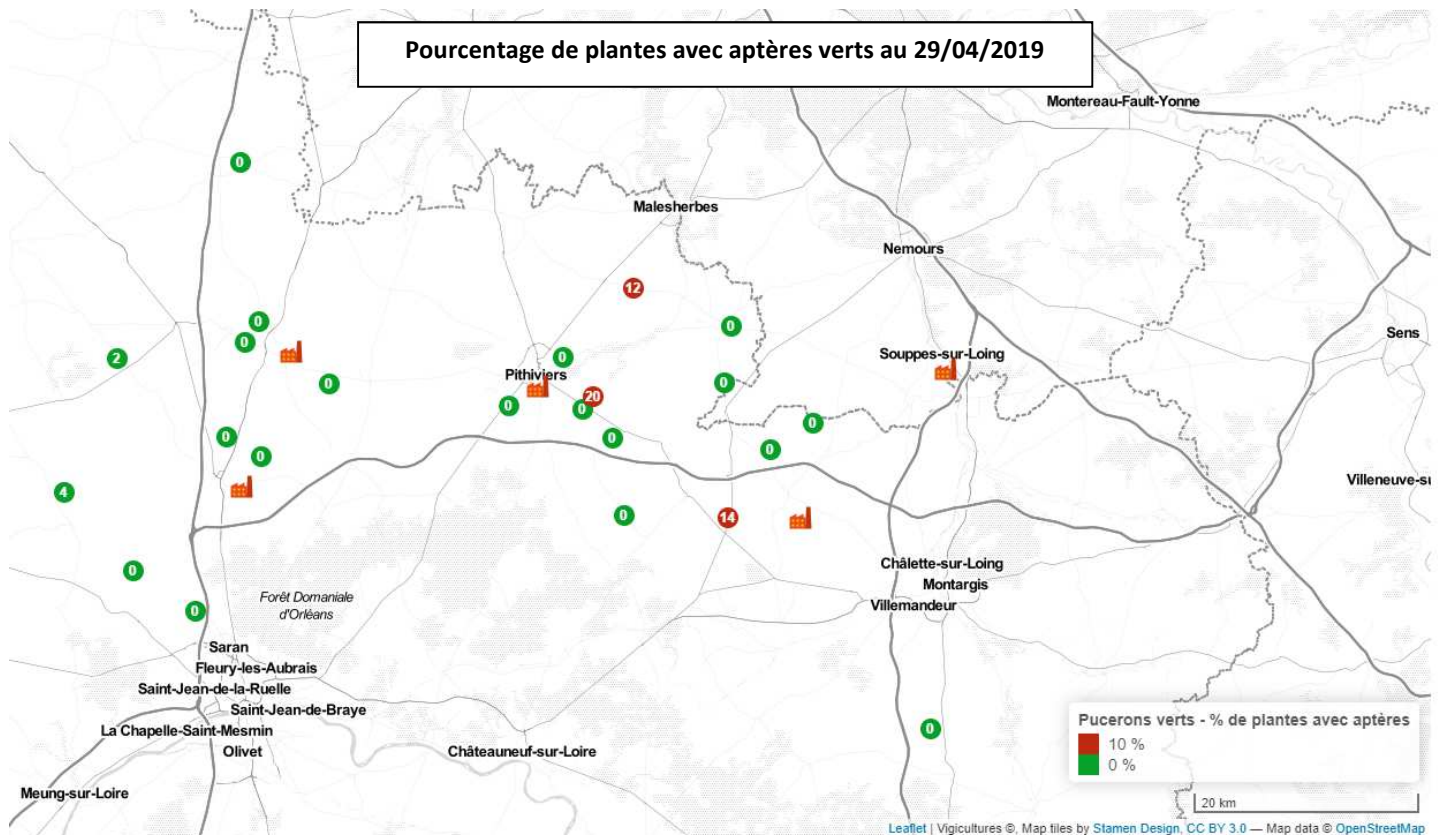 Pourcentage de plantes avec aptères verts au 29/04/2019
Montereau-Fault-Yonne
0
Malesherbes
Nemours
12
0
0
Sens
0
2
0
Souppes-sur-Loing
Pithiviers
0
0
20
0
0
0
0
0
0
0
0
Villeneuve-su
4
0
14
Châlette-sur-Loing
0
Montargis
Forêt Domaniale
d'Orléans
Villemandeur
0
Saran
Fleury-les-Aubrais
Saint-Jean-de-la-Ruelle
Saint-Jean-de-Braye
La Chapelle-Saint-Mesmin
0
Olivet
Châteauneuf-sur-Loire
Meung-sur-Loire
Pucerons verts - % de plantes avec aptères
10 %
0 %
20 km
Leaflet | Vigicultures ©, Map tiles by Stamen Design, CC BY 3.0 — Map data © OpenStreetMap